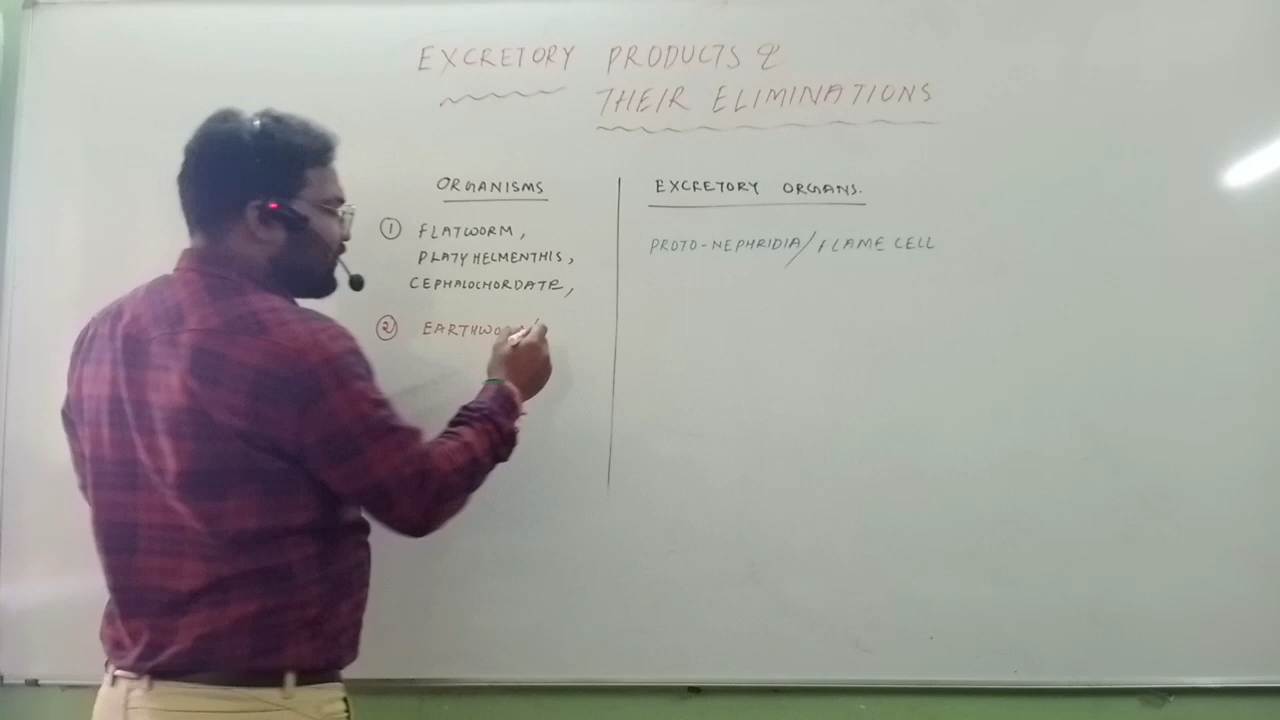 EXCRETORY PRODUCTS &
THEIR ELIMINATIONS
ORGANISMS
EXCRETORY ORGANS.
① FLATWORM,
PLATYHELMENTHIS,
CEPHALOCHORDATE,
PROTO-NEPHRIDIA/FLAME CELL
②